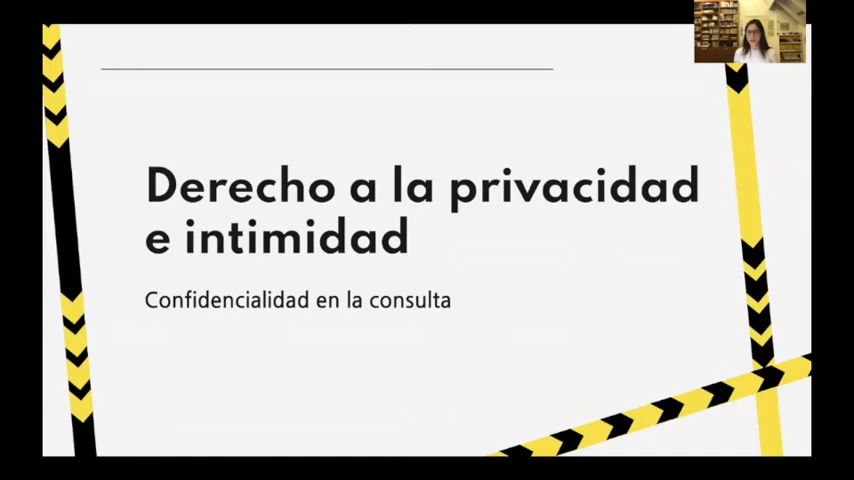 Derecho a la privacidad
e intimidad
Confidencialidad en la consulta